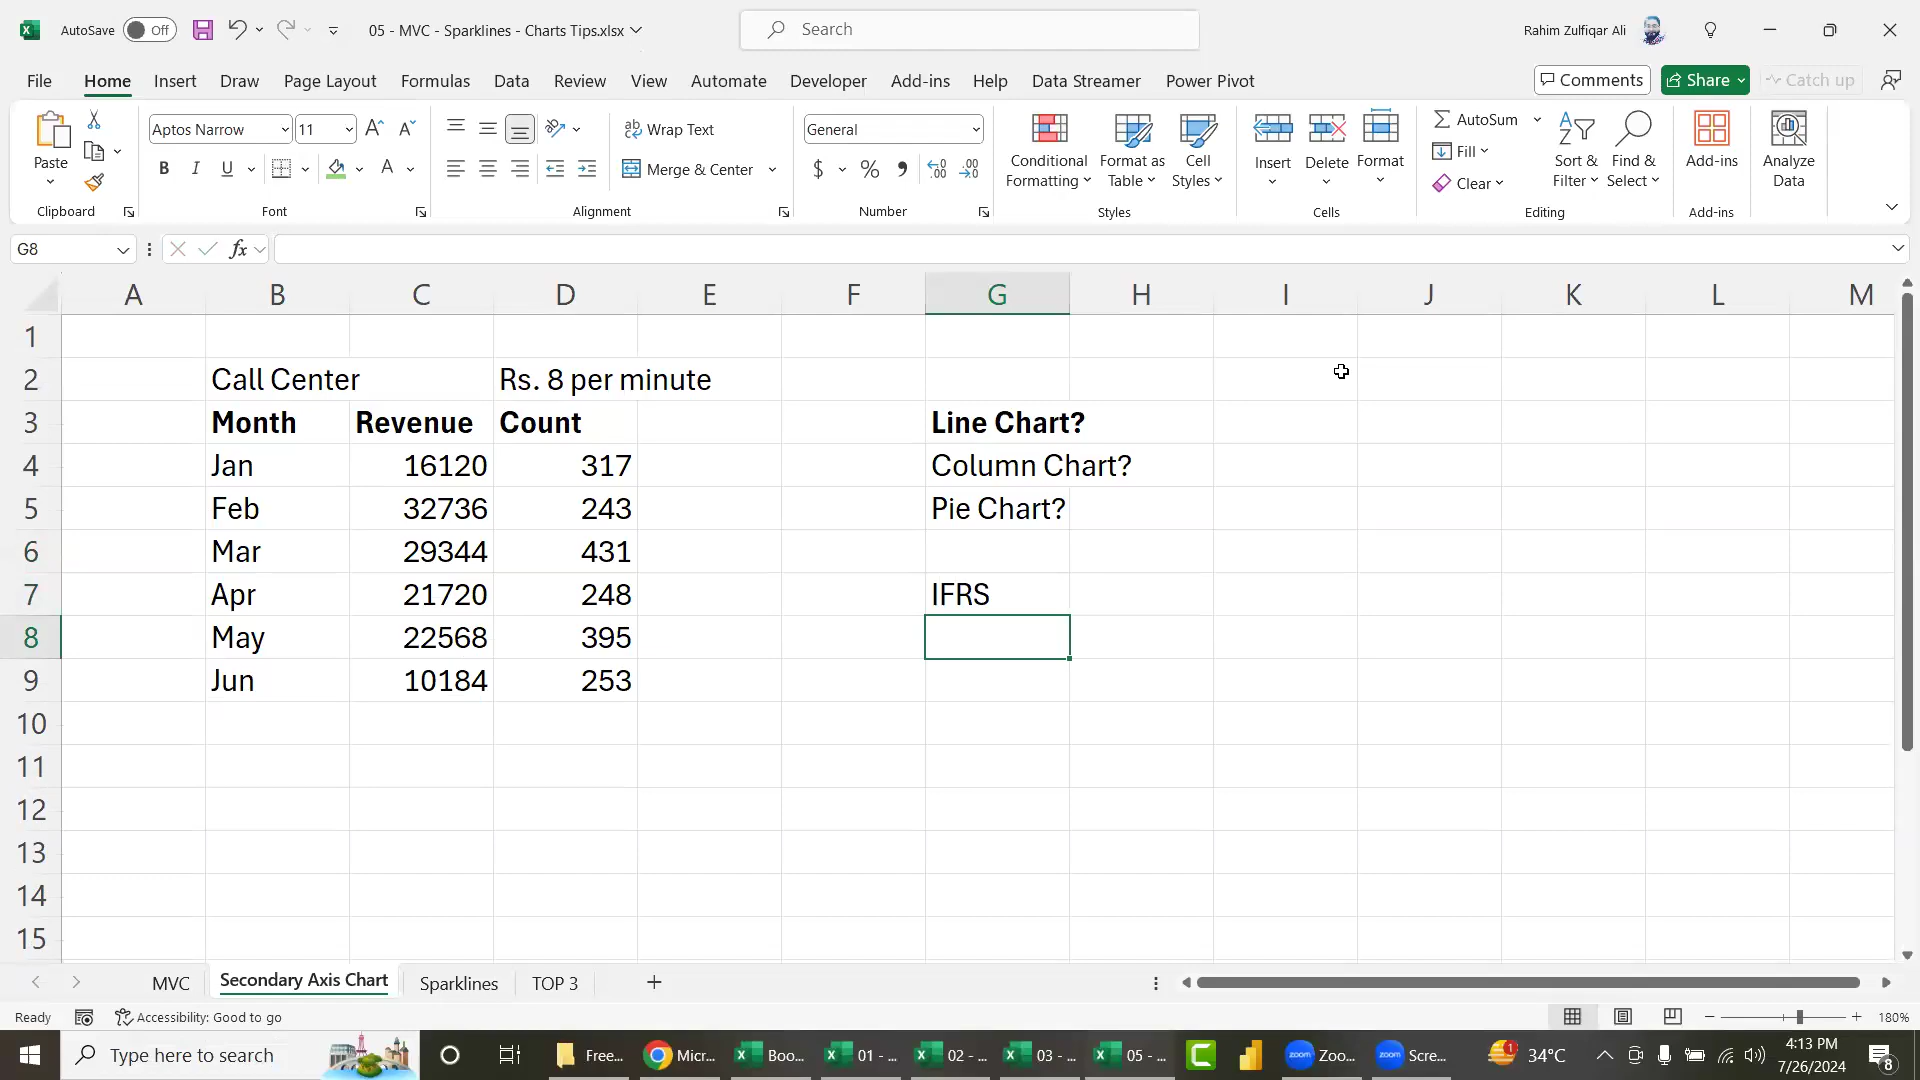 AutoSave Off 05 - MVC - Sparklines - Charts Tips.xlsx Search Rahim Zulfiqar Ali
File Home Insert Draw Page Layout Formulas Data Review View Automate Developer Add-ins Help Data Streamer Power Pivot Comments Share Catch up
Paste
Aptos Narrow 11
B I U
Wrap Text
Merge & Center
General
$ % ,
Conditional
Formatting
Format as
Table
Cell
Styles
Insert
Delete
Format
AutoSum
Fill
Clear
Sort &
Filter
Find &
Select
Add-ins
Analyze
Data
Clipboard Font Alignment Number Styles Cells Editing Add-ins
G8 fx
A B C D E F G H I J K L M
1
2 Call Center Rs. 8 per minute
3 Month Revenue Count Line Chart?
4 Jan 16120 317 Column Chart?
5 Feb 32736 243 Pie Chart?
6 Mar 29344 431
7 Apr 21720 248 IFRS
8 May 22568 395
9 Jun 10184 253
10
11
12
13
14
15
MVC Secondary Axis Chart Sparklines TOP 3
Ready Accessibility: Good to go 180%
Type here to search Free... Micr... Boo... 01 - ... 02 - ... 03 - ... 05 - ... zoom Zoo... zoom Scre... 1 34°C 4:13 PM
7/26/2024 8